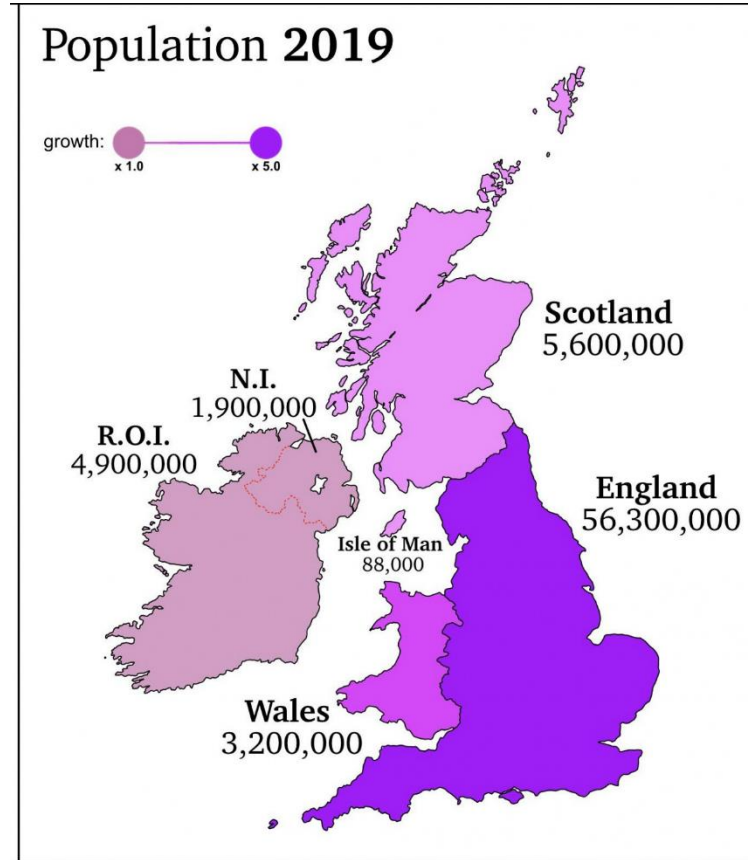 Population 2019
growth:
x 1.0
x 5.0
Scotland
5,600,000
N.I.
1,900,000
R.O.I.
4,900,000
England
56,300,000
Isle of Man
88,000
Wales
3,200,000